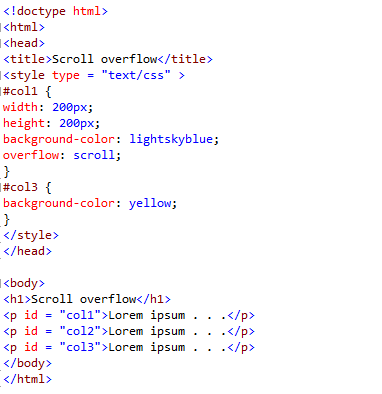 <!doctype html>
<html>
<head>
<title>Scroll overflow</title>
<style type = "text/css" >
#col1 {
width: 200px;
height: 200px;
background-color: lightskyblue;
overflow: scroll;
}
#col3 {
background-color: yellow;
}
</style>
</head>

<body>
<h1>Scroll overflow</h1>
<p id = "col1">Lorem ipsum . . .</p>
<p id = "col2">Lorem ipsum . . .</p>
<p id = "col3">Lorem ipsum . . .</p>
</body>
</html>